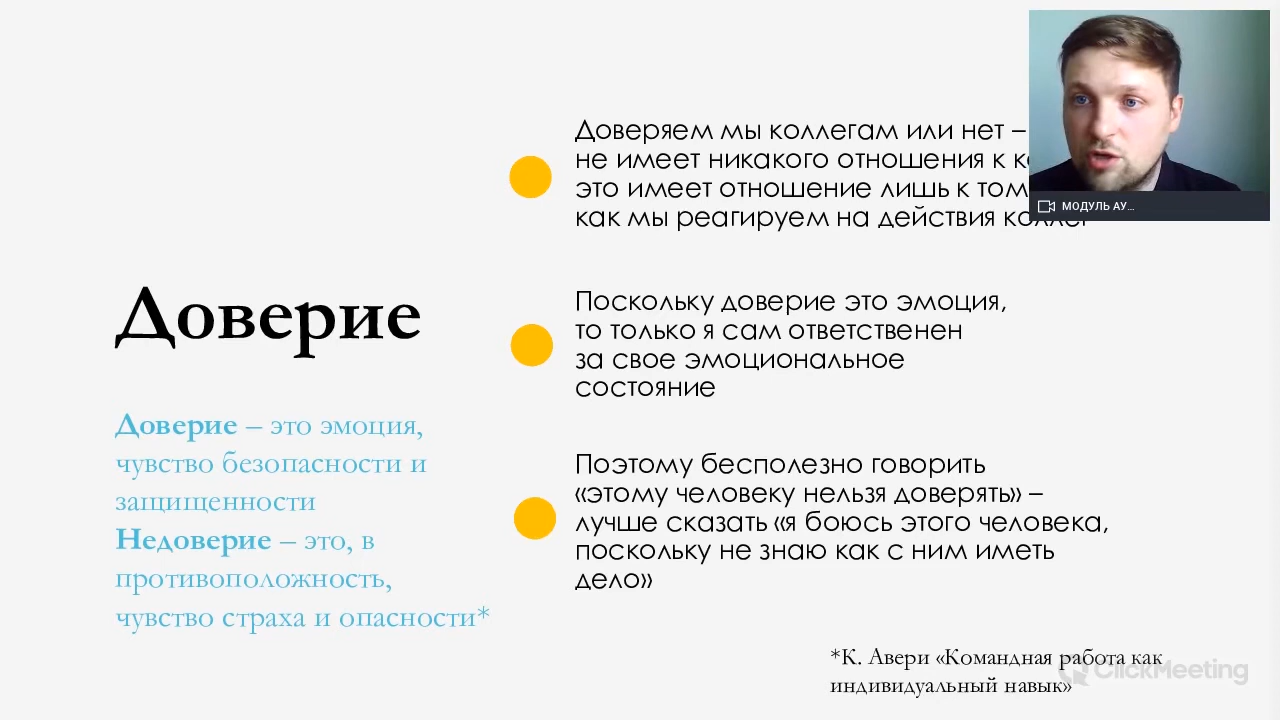 Доверие
Доверие – это эмоция,
чувство безопасности и
защищенности
Недоверие – это, в
противоположность,
чувство страха и опасности*
Доверяем мы коллегам или нет –
не имеет никакого отношения к
это имеет отношение лишь к
как мы реагируем на действия
Поскольку доверие это эмоция,
то только я сам ответственен
за свое эмоциональное
состояние
Поэтому бесполезно говорить
«этому человеку нельзя доверять» –
лучше сказать «я боюсь этого человека,
поскольку не знаю как с ним иметь
дело»
*К. Авери «Командная работа как
индивидуальный навык»
МОДУЛЬ АУ...
ClickMeeting